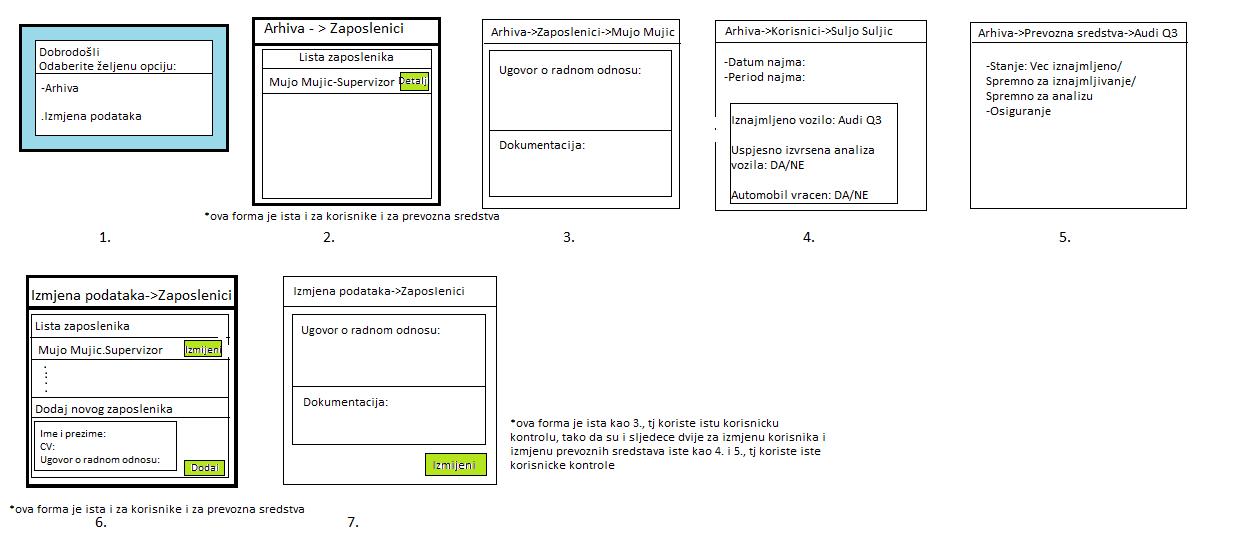 Dobrodošli
Odaberite željenu opciju:
-Arhiva
.Izmjena podataka
1.
Arhiva - > Zaposlenici
Lista zaposlenika
Mujo Mujic-Supervizor Detalj
*ova forma je ista i za korisnike i za prevozna sredstva
2.
Arhiva->Zaposlenici->Mujo Mujic
Ugovor o radnom odnosu:
Dokumentacija:
3.
Arhiva->Korisnici->Suljo Suljic
-Datum najma:
-Period najma:
Iznajmljeno vozilo: Audi Q3
Uspjesno izvrsena analiza
vozila: DA/NE
Automobil vracen: DA/NE
4.
Arhiva->Prevozna sredstva->Audi Q3
-Stanje: Vec iznajmljeno/
Spremno za iznajmljivanje/
Spremno za analizu
-Osiguranje
5.
Izmjena podataka->Zaposlenici
Lista zaposlenika
Mujo Mujic.Supervizor Izmijeni
Dodaj novog zaposlenika
Ime i prezime:
CV:
Ugovor o radnom odnosu:
Dodaj
*ova forma je ista i za korisnike i za prevozna sredstva
6.
Izmjena podataka->Zaposlenici
Ugovor o radnom odnosu:
Dokumentacija:
Izmijeni
7.
*ova forma je ista kao 3., tj koriste istu korisnicku
kontrolu, tako da su i sljedece dvije za izmjenu korisnika i
izmjenu prevoznih sredstava iste kao 4. i 5., tj koriste iste
korisnicke kontrole